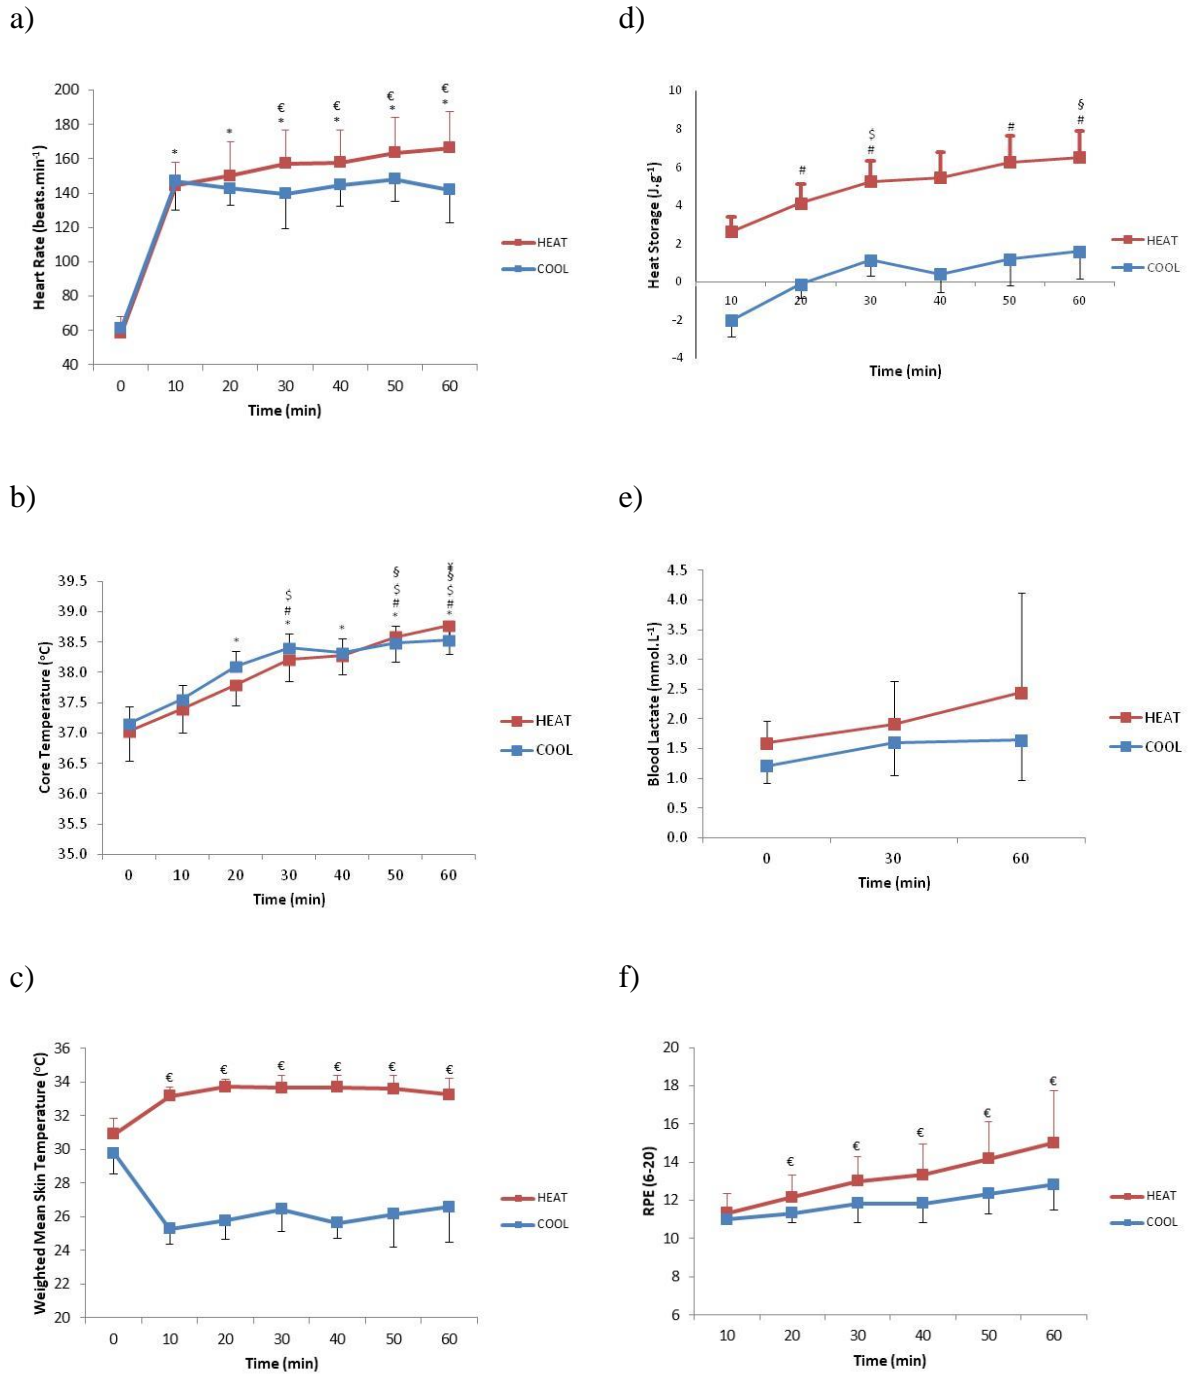 a)
200
180
160
140
120
100
80
60
40
Heart Rate (beats.min-1)
€ € € €
* * * * * *
HEAT
COOL
0 10 20 30 40 50 60
Time (min)
d)
10
8
6
4
2
0
-2
-4
Heat Storage (J.g-1)
$ §
# # # #
HEAT
COOL
10 20 30 40 50 60
Time (min)
b)
39.5
39.0
38.5
38.0
37.5
37.0
36.5
36.0
35.5
35.0
Core Temperature (°C)
§ §
$ $ $
# # #
* * * * *
HEAT
COOL
0 10 20 30 40 50 60
Time (min)
e)
4.5
4.0
3.5
3.0
2.5
2.0
1.5
1.0
0.5
0.0
Blood Lactate (mmol.L-1)
HEAT
COOL
0 30 60
Time (min)
c)
36
34
32
30
28
26
24
22
20
Weighted Mean Skin Temperature (°C)
€ € € € € €
HEAT
COOL
0 10 20 30 40 50 60
Time (min)
f)
20
18
16
14
12
10
8
6
RPE (6-20)
€ € € € €
HEAT
COOL
10 20 30 40 50 60
Time (min)